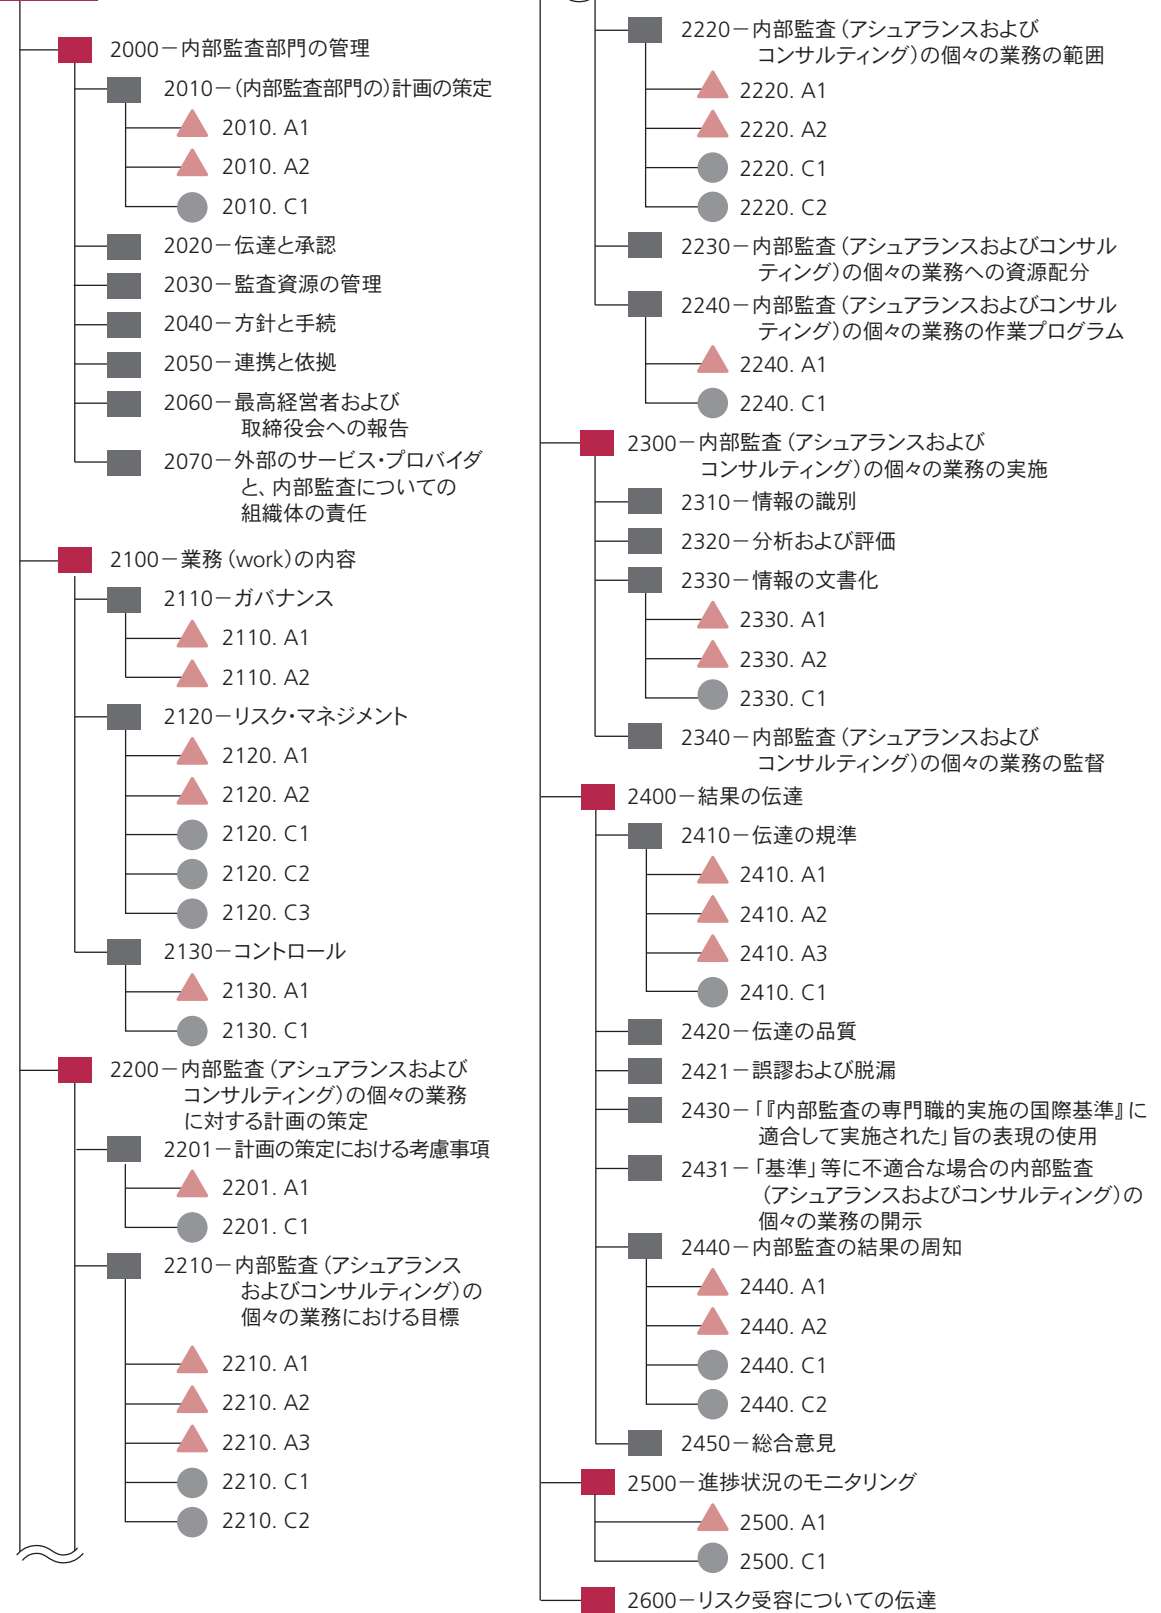 2000－内部監査部門の管理
2010－(内部監査部門の)計画の策定
2010. A1
2010. A2
2010. C1
2020－伝達と承認
2030－監査資源の管理
2040－方針と手続
2050－連携と依拠
2060－最高経営者および
取締役会への報告
2070－外部のサービス・プロバイダ
と、内部監査についての
組織体の責任
2100－業務 (work)の内容
2110－ガバナンス
2110. A1
2110. A2
2120－リスク・マネジメント
2120. A1
2120. A2
2120. C1
2120. C2
2120. C3
2130－コントロール
2130. A1
2130. C1
2200－内部監査 (アシュアランスおよび
コンサルティング)の個々の業務
に対する計画の策定
2201－計画の策定における考慮事項
2201. A1
2201. C1
2210－内部監査 (アシュアランス
およびコンサルティング)の
個々の業務における目標
2210. A1
2210. A2
2210. A3
2210. C1
2210. C2
2220－内部監査 (アシュアランスおよび
コンサルティング)の個々の業務の範囲
2220. A1
2220. A2
2220. C1
2220. C2
2230－内部監査 (アシュアランスおよびコンサル
ティング)の個々の業務への資源配分
2240－内部監査 (アシュアランスおよびコンサル
ティング)の個々の業務の作業プログラム
2240. A1
2240. C1
2300－内部監査 (アシュアランスおよび
コンサルティング)の個々の業務の実施
2310－情報の識別
2320－分析および評価
2330－情報の文書化
2330. A1
2330. A2
2330. C1
2340－内部監査 (アシュアランスおよび
コンサルティング)の個々の業務の監督
2400－結果の伝達
2410－伝達の規準
2410. A1
2410. A2
2410. A3
2410. C1
2420－伝達の品質
2421－誤謬および脱漏
2430－「『内部監査の専門職的実施の国際基準』に
適合して実施された」旨の表現の使用
2431－「基準」等に不適合な場合の内部監査
(アシュアランスおよびコンサルティング)の
個々の業務の開示
2440－内部監査の結果の周知
2440. A1
2440. A2
2440. C1
2440. C2
2450－総合意見
2500－進捗状況のモニタリング
2500. A1
2500. C1
2600－リスク受容についての伝達